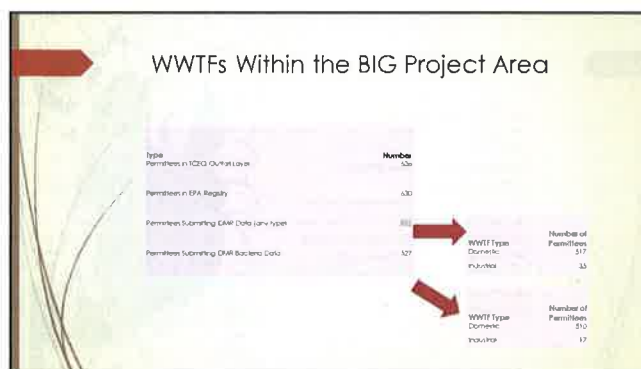 WWTFs Within the BIG Project Area
Type Number
Permittees in TCEQ Outfall Layer
Permittees in EPA Registry 630
Permittees Submitting DMR Data (any type)
Permittees Submitting DMR Bacteria Data 527
WWTF Type Number of Permittees
Domestic 517
Industrial 35
WWTF Type Number of Permittees
Domestic 510
Industrial 17